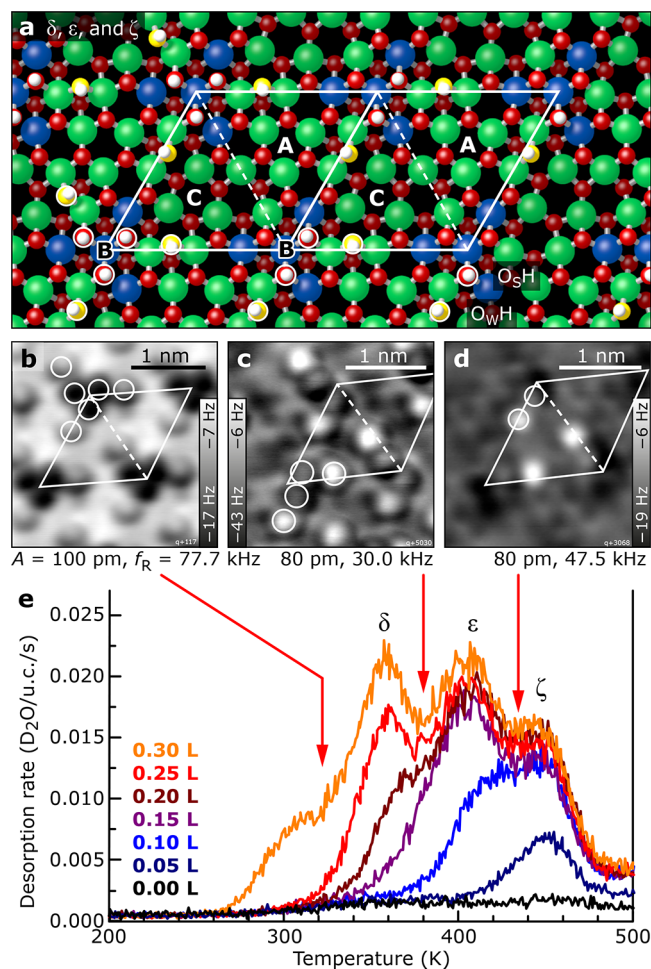 a δ, ε, and ζ
A A
C C
B B
OSH
OWH
b 1 nm
−7 Hz
−17 Hz
q+117
c 1 nm
−6 Hz
−43 Hz
q+5030
d 1 nm
−6 Hz
−19 Hz
q+3068
A = 100 pm, fR = 77.7 kHz 80 pm, 30.0 kHz 80 pm, 47.5 kHz
e
δ ε ζ
0.025
0.020
0.015
0.010
0.005
0.000
Desorption rate (D2O/u.c./s)
0.30 L
0.25 L
0.20 L
0.15 L
0.10 L
0.05 L
0.00 L
200 300 400 500
Temperature (K)